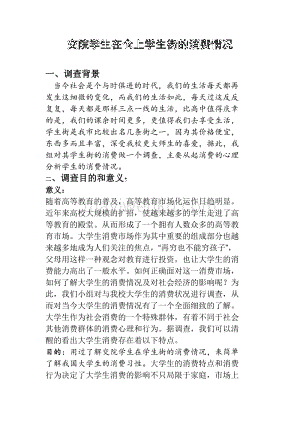 文院学生在今上学生街的消费情况
一、调查背景
当今社会是个与时俱进的时代，我们的生活每天都再
发生这细微的变化，而我们的生活如此，每天过这反反
复复，每天都是那样三点一线的生活，比高中值得庆幸
的是，我们的课余时间更多，更值得我们去享受生活，
学生街是我市比较出名几条街之一，因为其价格便宜，
东西多而且丰富，深受我校更大师生的喜爱，据此，我
组对其学生街的消费做一个调查，主要从起消费的心理
分析学生的消费。
二、调查目的和意义：
意义：
随着高等教育的普及，高等教育市场化运作日趋明显。
近年来高校大规模的扩招，使越来越多的学生走进了高
等教育的殿堂。从而形成了一个拥有人数众多的高等教
育市场。大学生消费市场作为其中重要的组成部分也越
来越多地成为人们关注的焦点，“再穷也不能穷孩子”，
父母用这样一种观念对教育进行投资，也让大学生的消
费能力高出了一般水平。如何正确面对这一消费市场，
如何了解大学生的消费情况及对社会经济的影响呢？为
此，我们小组对与我校大学生的消费状况进行调查，从
而对当今大学生的消费情况有了一个全面细致的了解。
大学生作为社会消费的一个特殊群体，有着不同于社会
其他消费群体的消费心理和行为。据调查，我们可以清
醒的看出大学生消费存在着以下特点。
目的：用过了解文院学生在学生街的消费情况，来简单
了解我国大学生的消费习性。大学生的消费特点和消费
行为决定了大学生消费的影响不只局限于家庭，市场上